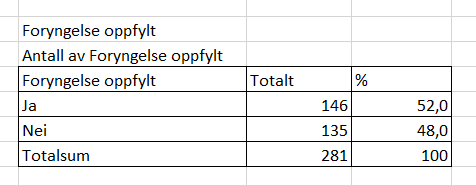 Foryngelse oppfylt
Antall av Foryngelse oppfylt
Foryngelse oppfylt Totalt %
Ja 146 52,0
Nei 135 48,0
Totalsum 281 100